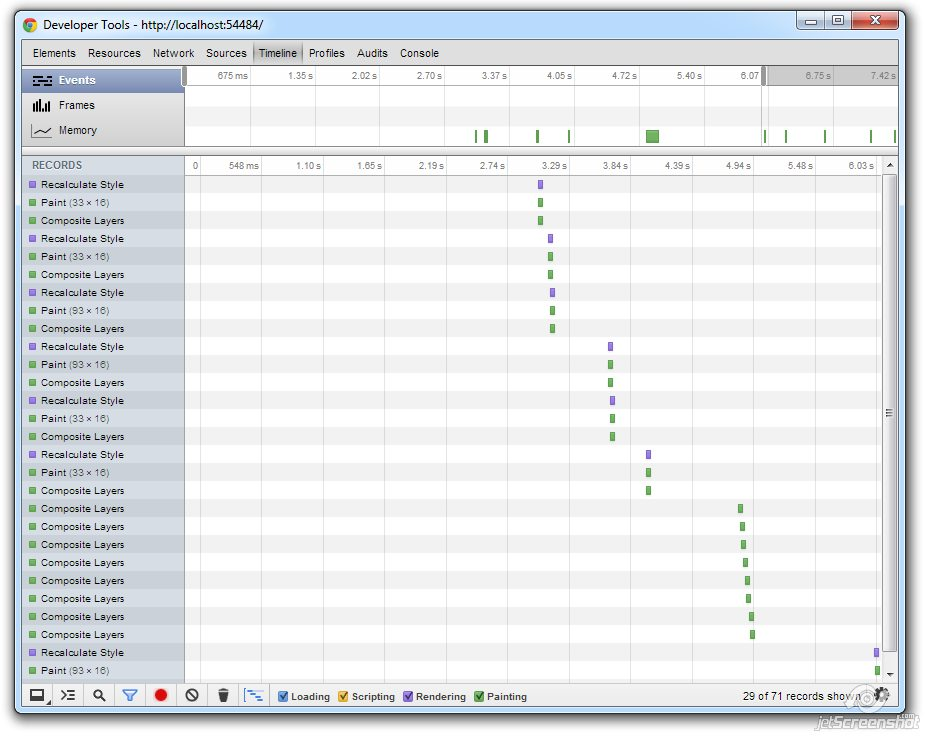 Developer Tools - http://localhost:54484/
Elements Resources Network Sources Timeline Profiles Audits Console
Events
Frames
Memory
675 ms 1.35 s 2.02 s 2.70 s 3.37 s 4.05 s 4.72 s 5.40 s 6.07 6.75 s 7.42 s
RECORDS
0 548 ms 1.10 s 1.65 s 2.19 s 2.74 s 3.29 s 3.84 s 4.39 s 4.94 s 5.48 s 6.03 s
Recalculate Style
Paint (33 × 16)
Composite Layers
Recalculate Style
Paint (33 × 16)
Composite Layers
Recalculate Style
Paint (93 × 16)
Composite Layers
Recalculate Style
Paint (93 × 16)
Composite Layers
Recalculate Style
Paint (33 × 16)
Composite Layers
Recalculate Style
Paint (33 × 16)
Composite Layers
Composite Layers
Composite Layers
Composite Layers
Composite Layers
Composite Layers
Composite Layers
Composite Layers
Composite Layers
Recalculate Style
Paint (93 × 16)
Loading Scripting Rendering Painting
29 of 71 records shown
jetScreenshot
.com